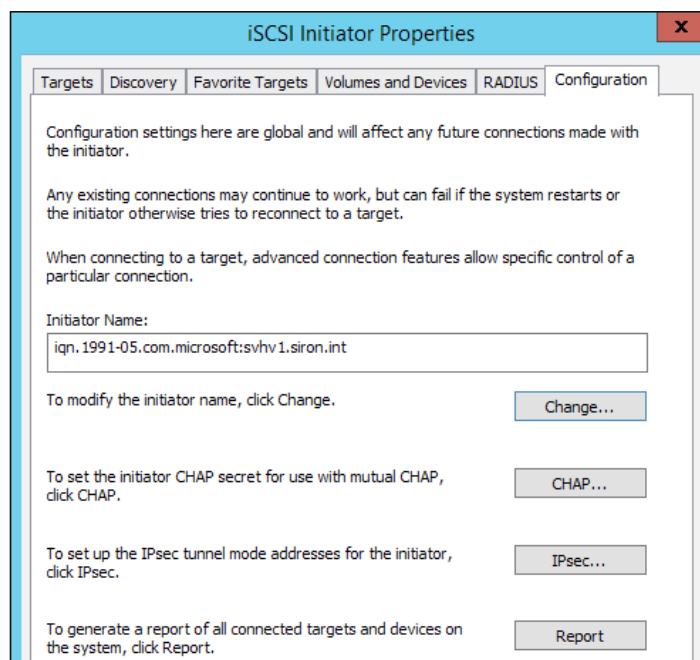 iSCSI Initiator Properties
x
Targets Discovery Favorite Targets Volumes and Devices RADIUS Configuration
Configuration settings here are global and will affect any future connections made with
the initiator.
Any existing connections may continue to work, but can fail if the system restarts or
the initiator otherwise tries to reconnect to a target.
When connecting to a target, advanced connection features allow specific control of a
particular connection.
Initiator Name:
iqn.1991-05.com.microsoft:svhv1.siron.int
To modify the initiator name, click Change.
Change...
To set the initiator CHAP secret for use with mutual CHAP,
click CHAP.
CHAP...
To set up the IPsec tunnel mode addresses for the initiator,
click IPsec.
IPsec...
To generate a report of all connected targets and devices on
the system, click Report.
Report